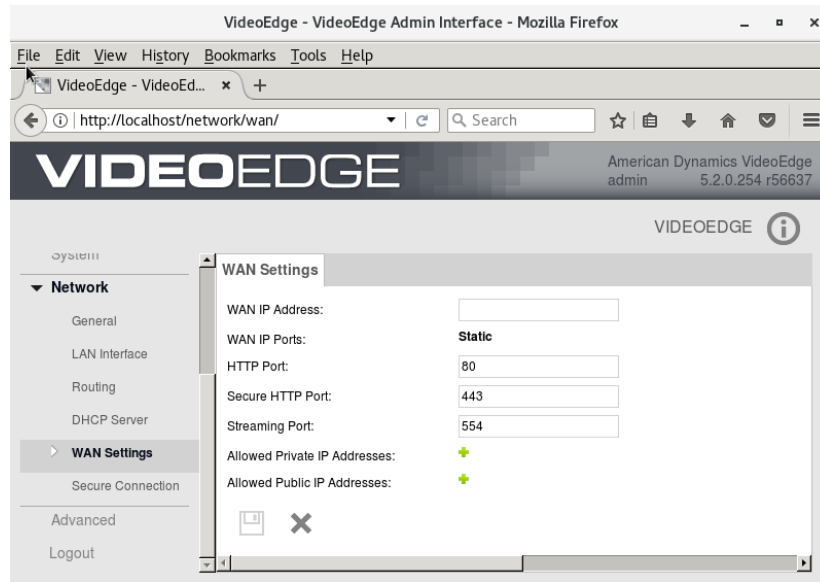 VideoEdge - VideoEdge Admin Interface - Mozilla Firefox
File Edit View History Bookmarks Tools Help
VideoEdge - VideoEd...
http://localhost/network/wan/
Search
VIDEOEDGE
American Dynamics VideoEdge
admin 5.2.0.254 r56637
VIDEOEDGE
System
Network
General
LAN Interface
Routing
DHCP Server
WAN Settings
Secure Connection
Advanced
Logout
WAN Settings
WAN IP Address:
WAN IP Ports: Static
HTTP Port: 80
Secure HTTP Port: 443
Streaming Port: 554
Allowed Private IP Addresses:
Allowed Public IP Addresses: